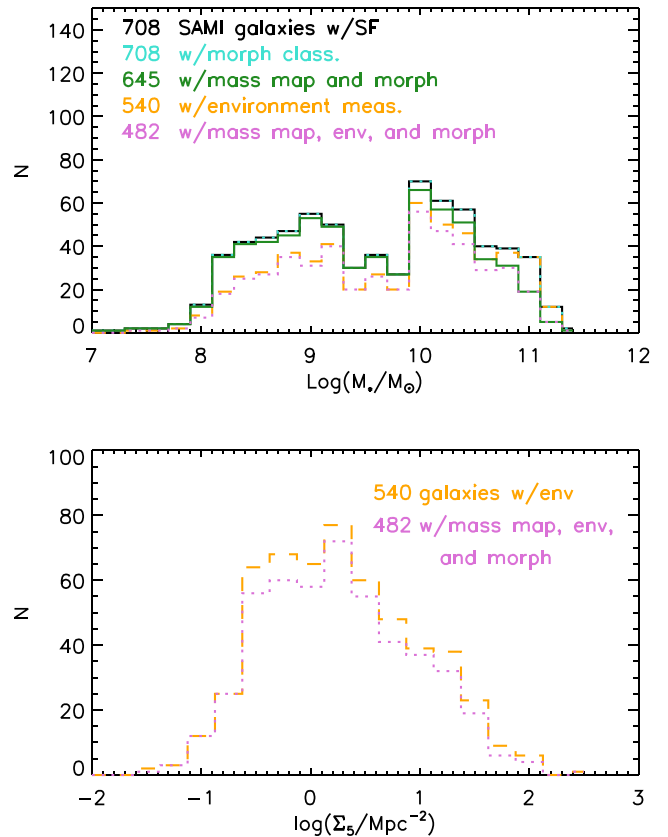 150
708 SAMI galaxies w/SF
708 w/morph class.
645 w/mass map and morph
540 w/environment meas.
482 w/mass map, env, and morph
100
80
60
40
20
0
N
7 8 9 10 11 12
Log(M⁎/M☉)
100
540 galaxies w/env
482 w/mass map, env,
and morph
80
60
40
20
0
N
−2 −1 0 1 2 3
log(Σ₅/Mpc⁻²)